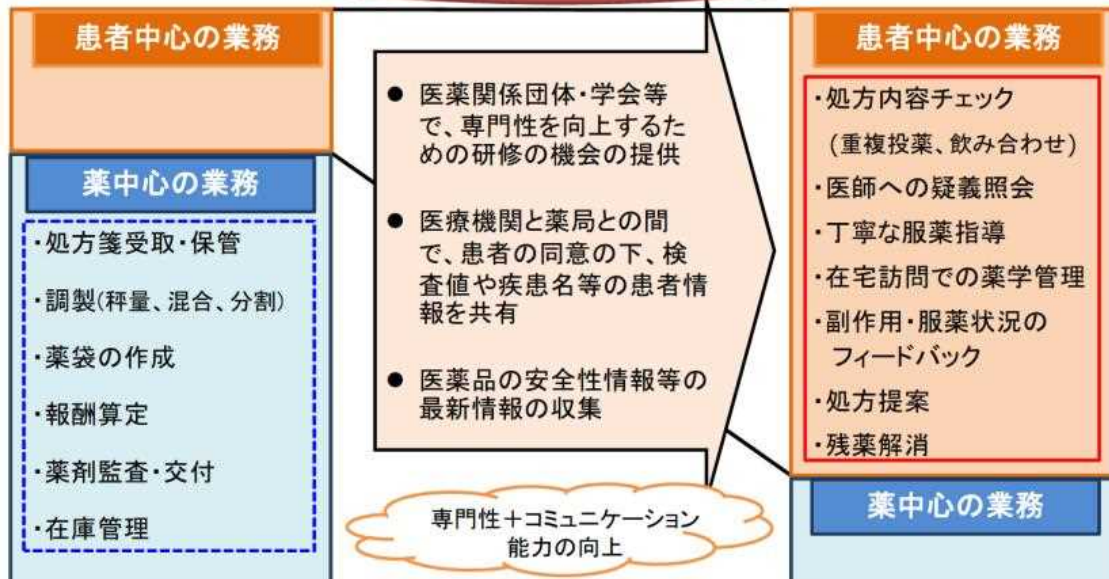 患者中心の業務
薬中心の業務
・処方箋受取・保管
・調製(秤量、混合、分割)
・薬袋の作成
・報酬算定
・薬剤監査・交付
・在庫管理
● 医薬関係団体・学会等
で、専門性を向上するた
めの研修の機会の提供
● 医療機関と薬局との間
で、患者の同意の下、検
査値や疾患名等の患者情
報を共有
● 医薬品の安全性情報等の
最新情報の収集
専門性＋コミュニケーション
能力の向上
患者中心の業務
・処方内容チェック
(重複投薬、飲み合わせ)
・医師への疑義照会
・丁寧な服薬指導
・在宅訪問での薬学管理
・副作用・服薬状況の
フィードバック
・処方提案
・残薬解消
薬中心の業務